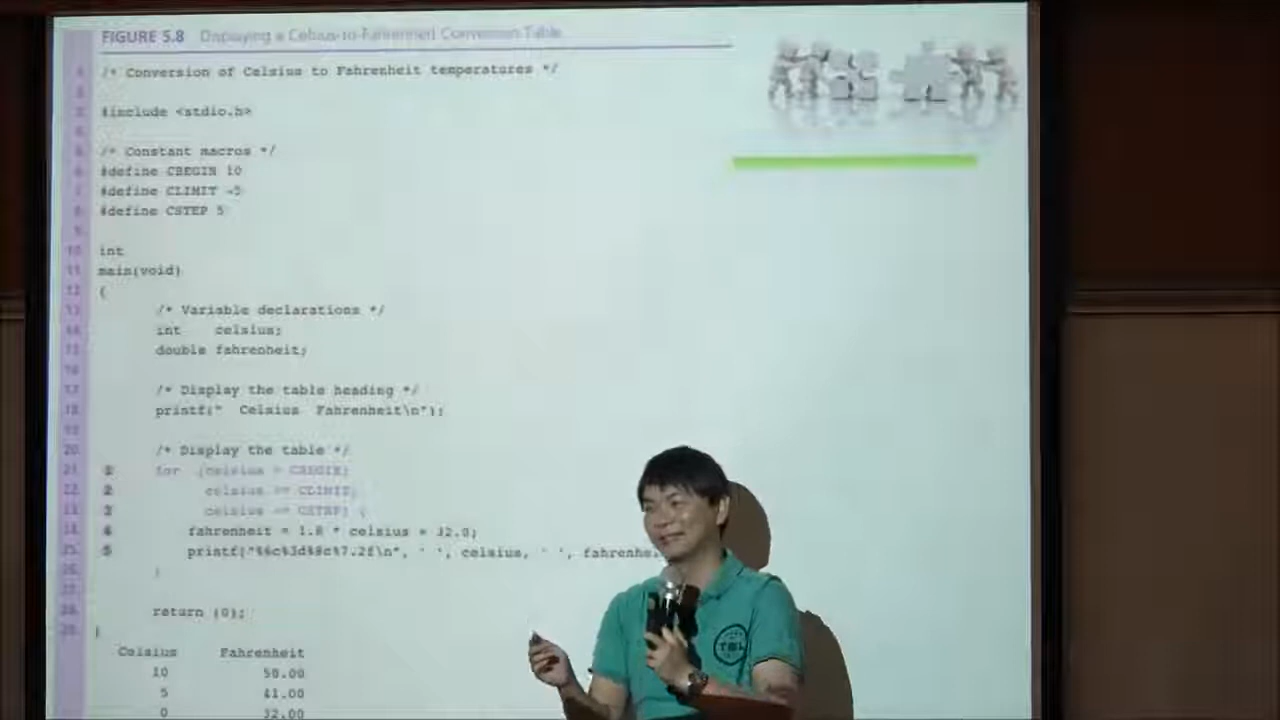 FIGURE 5.8 Displaying a Celsius-to-Fahrenheit Conversion Table
1 /* Conversion of Celsius to Fahrenheit temperatures */
2
3 #include <stdio.h>
4
5 /* Constant macros */
6 #define CBEGIN 10
7 #define CLIMIT -5
8 #define CSTEP 5
9
10 int
11 main(void)
12 {
13 /* Variable declarations */
14 int celsius;
15 double fahrenheit;
16
17 /* Display the table heading */
18 printf(" Celsius Fahrenheit\n");
19
20 /* Display the table */
21 1 for (celsius = CBEGIN;
22 2 celsius >= CLIMIT;
23 3 celsius -= CSTEP) {
24 4 fahrenheit = 1.8 * celsius + 32.0;
25 5 printf("%6c%3d%8c%7.2f\n", ' ', celsius, ' ', fahrenhe
26 }
27
28 return (0);
29 }
Celsius Fahrenheit
10 50.00
5 41.00
0 32.00
TBL